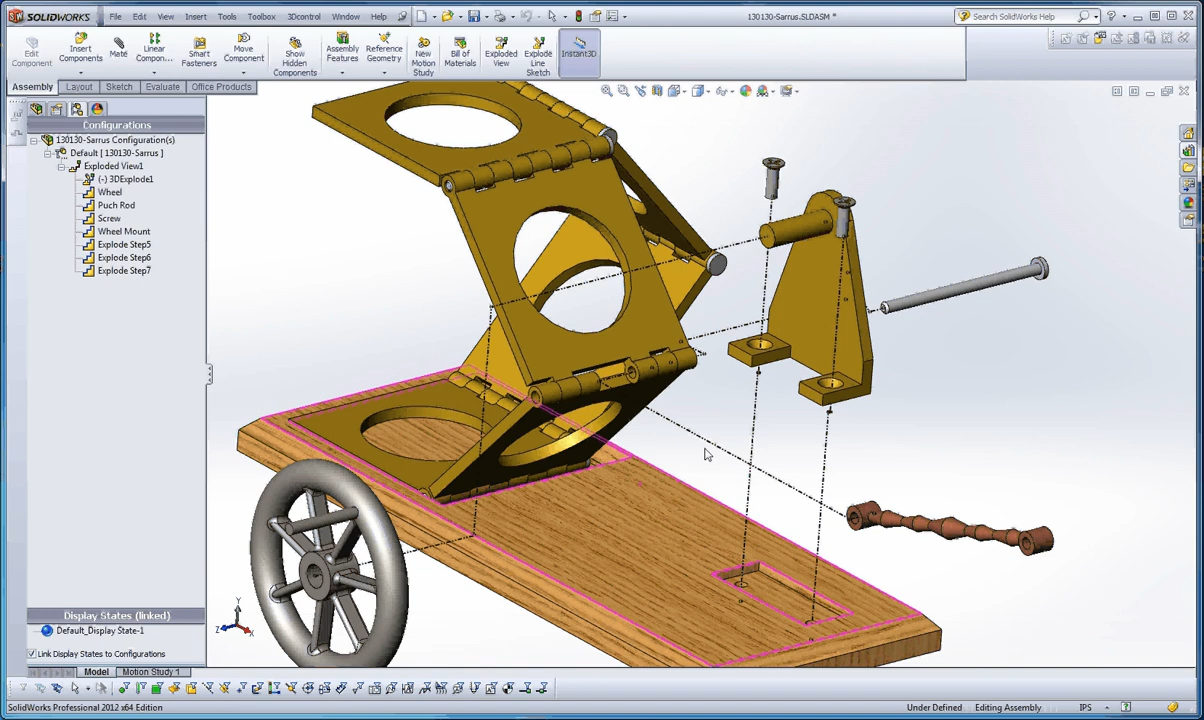 SOLIDWORKS File Edit View Insert Tools Toolbox 3Dcontrol Window Help 130130-Sarrus.SLDASM * Search SolidWorks Help
Edit Component
Insert Components
Mate
Linear Compon...
Smart Fasteners
Move Component
Show Hidden Components
Assembly Features
Reference Geometry
New Motion Study
Bill of Materials
Exploded View
Explode Line Sketch
Instant3D
Assembly Layout Sketch Evaluate Office Products
Configurations
130130-Sarrus Configuration(s)
Default [ 130130-Sarrus ]
Exploded View1
(-) 3DExplode1
Wheel
Puch Rod
Screw
Wheel Mount
Explode Step5
Explode Step6
Explode Step7
Display States (linked)
Default_Display State-1
Link Display States to Configurations
Y
Z X
Model Motion Study 1
SolidWorks Professional 2012 x64 Edition Under Defined Editing Assembly IPS